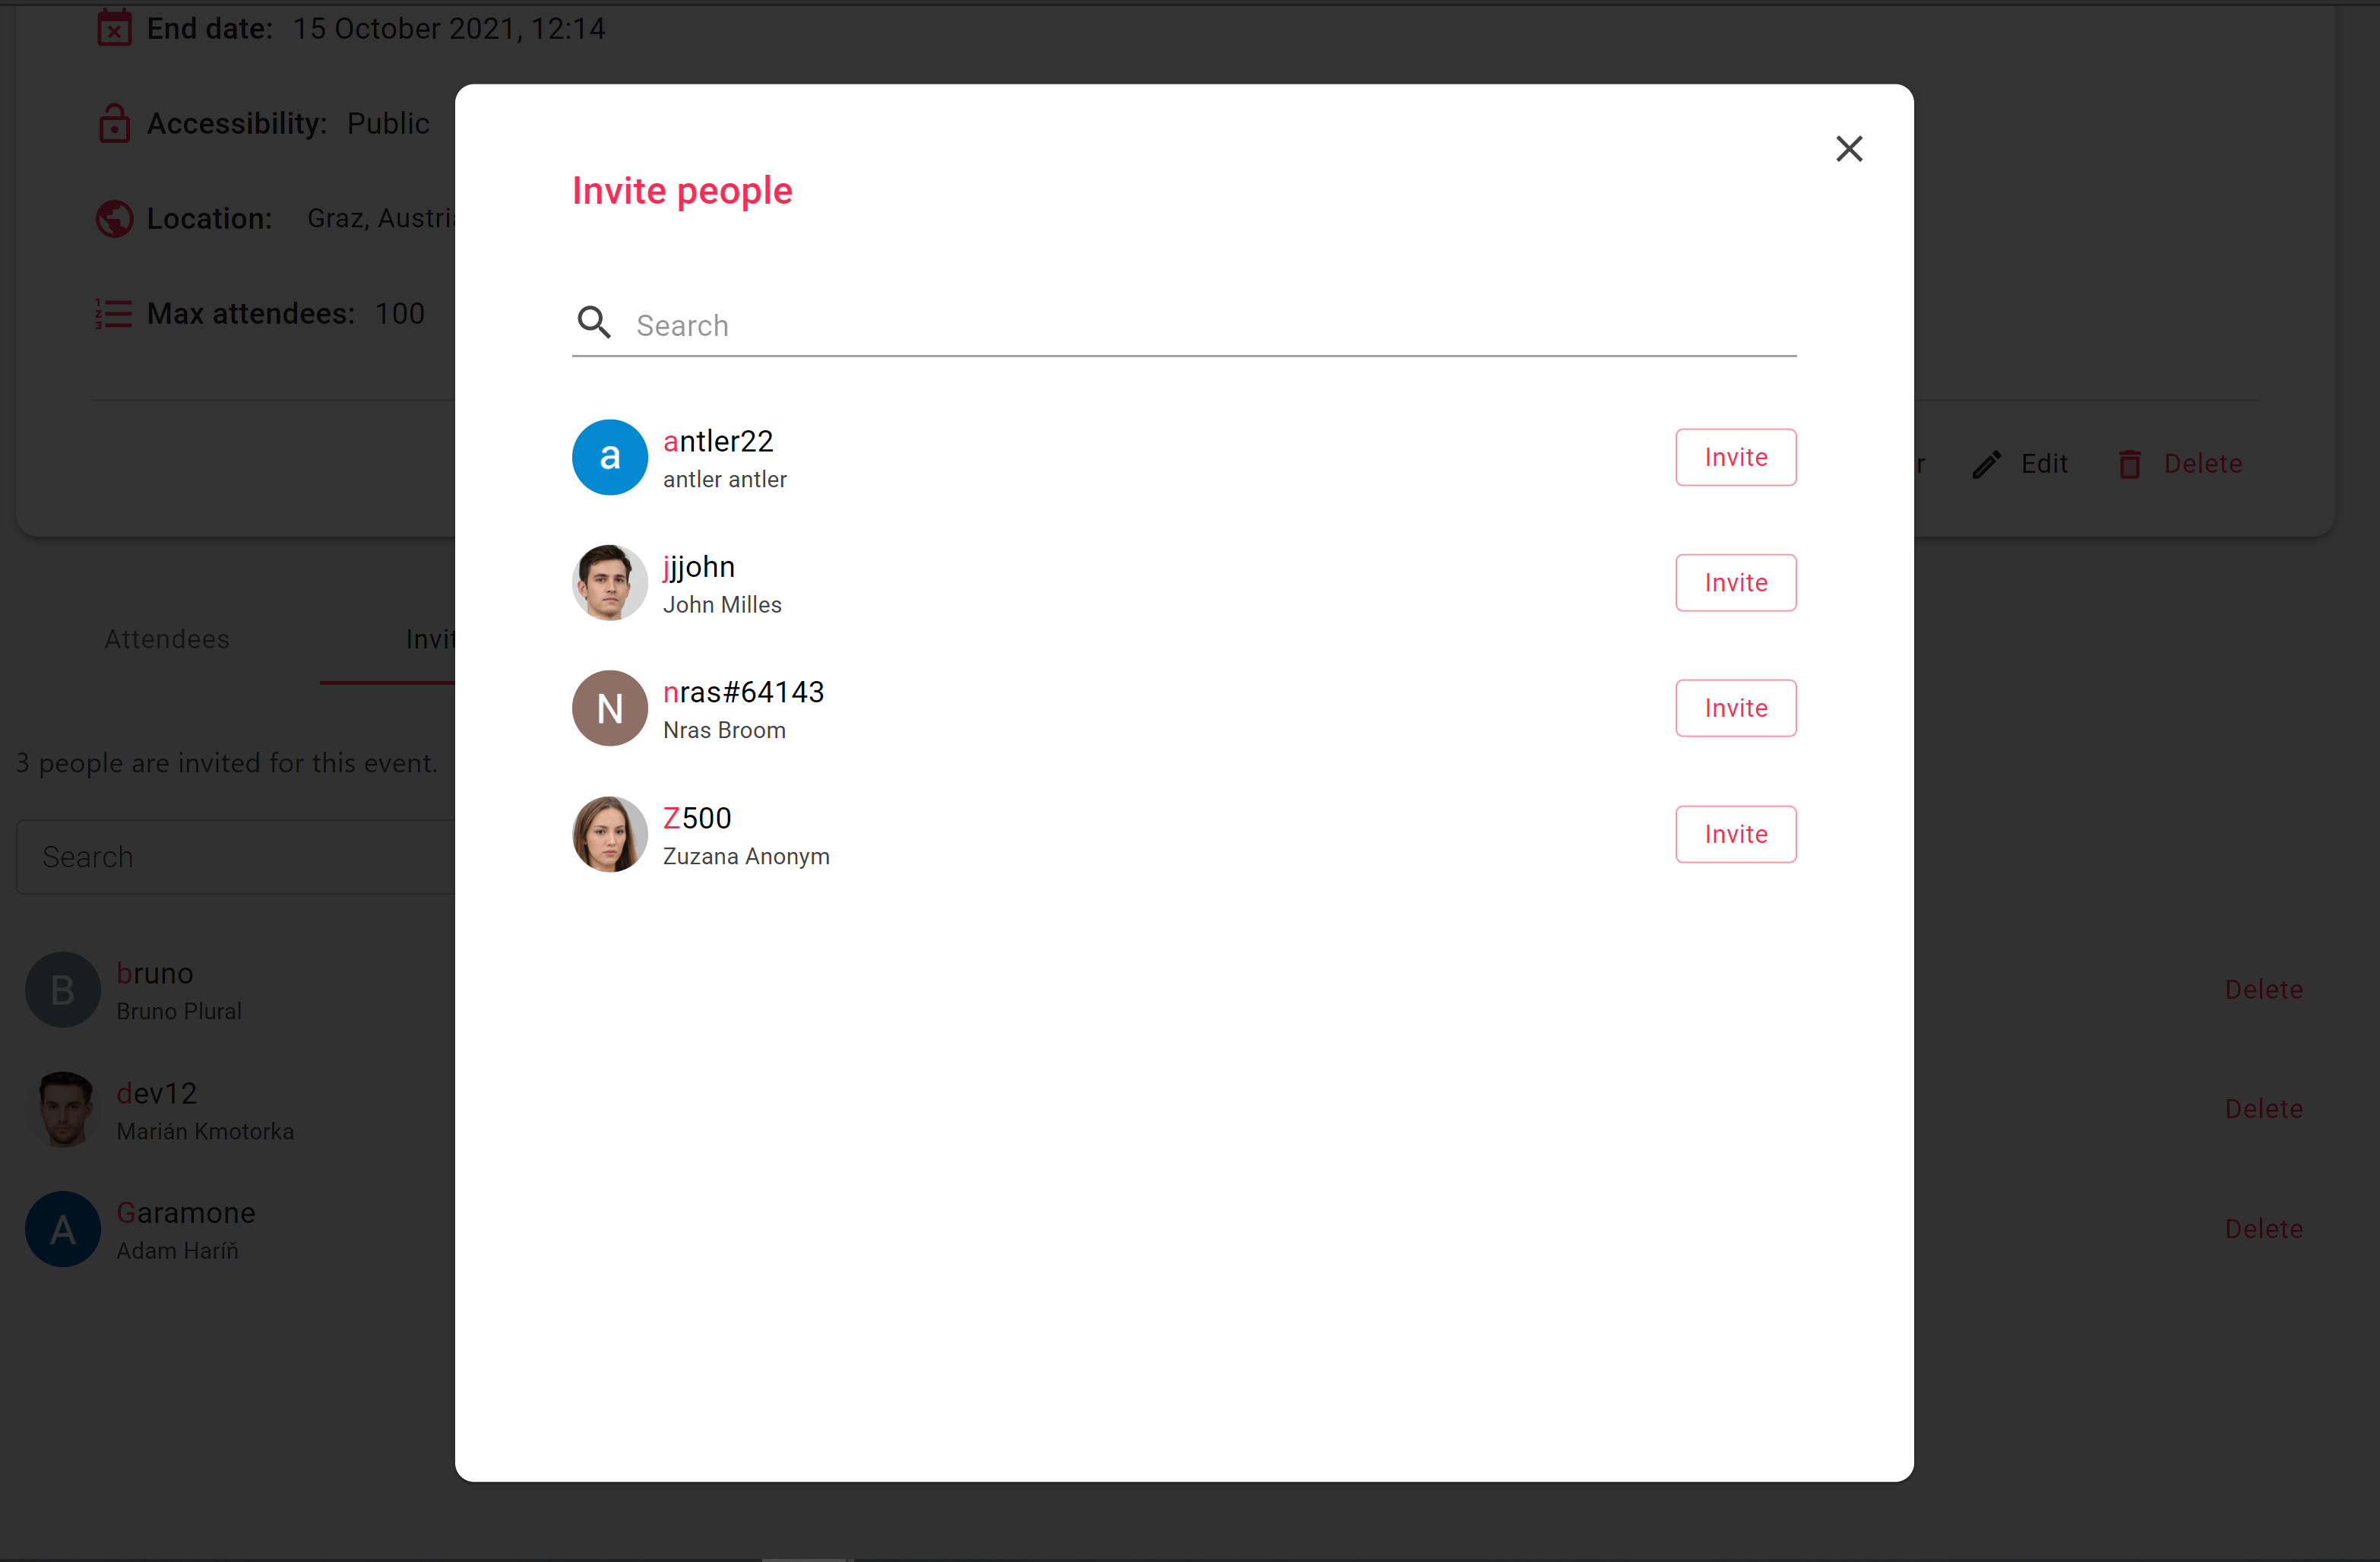 End date: 15 October 2021, 12:14
Accessibility: Public
Location: Graz, Austria
Max attendees: 100
r Edit Delete
Attendees Invit
3 people are invited for this event.
Search
B bruno
Bruno Plural
Delete
dev12
Marián Kmotorka
Delete
A Garamone
Adam Haríň
Delete
Invite people
Search
a antler22
antler antler
Invite
jjjohn
John Milles
Invite
N nras#64143
Nras Broom
Invite
Z500
Zuzana Anonym
Invite